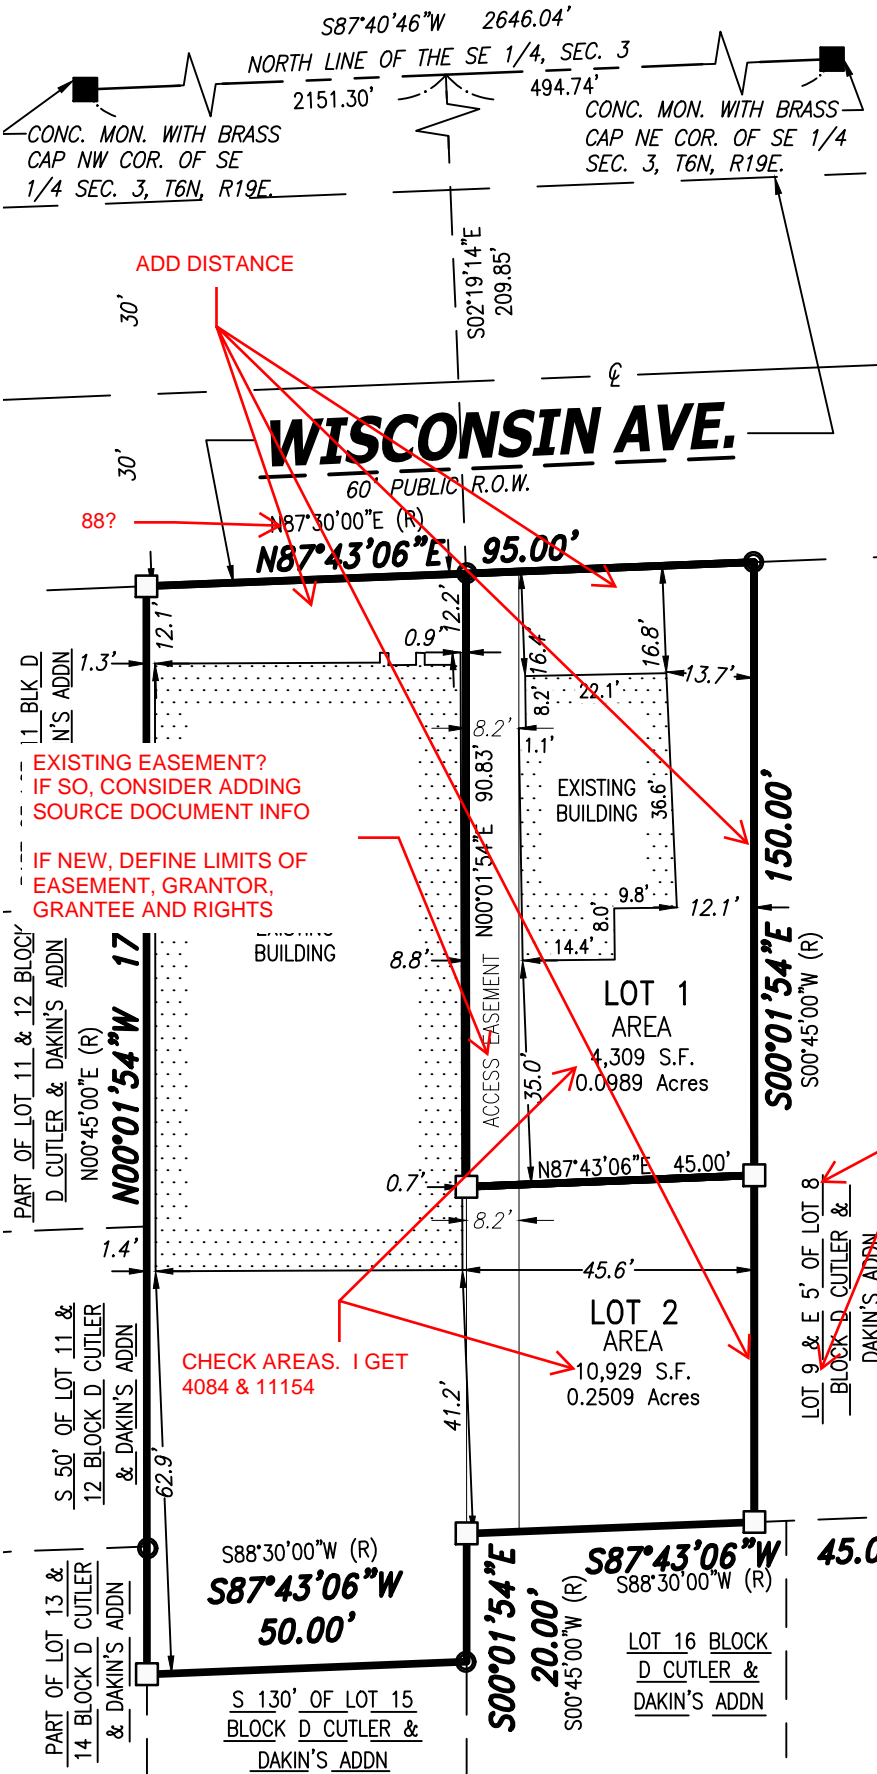 S87°40'46"W 2646.04'
NORTH LINE OF THE SE 1/4, SEC. 3
2151.30'
494.74'
CONC. MON. WITH BRASS
CAP NW COR. OF SE
1/4 SEC. 3, T6N, R19E.
CONC. MON. WITH BRASS
CAP NE COR. OF SE 1/4
SEC. 3, T6N, R19E.
S02°19'14"E
209.85'
ADD DISTANCE
30'
℄
30'
WISCONSIN AVE.
60' PUBLIC R.O.W.
88?
N87°30'00"E (R)
N87°43'06"E 95.00'
12.1'
12.2'
0.9'
16.4'
16.8'
1.3'
13.7'
8.2'
22.1'
8.2'
1.1'
11 BLK D
N'S ADDN
EXISTING EASEMENT?
IF SO, CONSIDER ADDING
SOURCE DOCUMENT INFO
IF NEW, DEFINE LIMITS OF
EASEMENT, GRANTOR,
GRANTEE AND RIGHTS
N00°01'54"E 90.83'
EXISTING
BUILDING
36.6'
9.8'
8.0'
12.1'
14.4'
S00°01'54"E 150.00'
S00°45'00"W (R)
BUILDING
8.8'
ACCESS EASEMENT
35.0'
LOT 1
AREA
4,309 S.F.
0.0989 Acres
PART OF LOT 11 & 12 BLOCK
D CUTLER & DAKIN'S ADDN
N00°45'00"E (R)
N00°01'54"W 17
0.7'
N87°43'06"E 45.00'
8.2'
1.4'
45.6'
LOT 2
AREA
10,929 S.F.
0.2509 Acres
CHECK AREAS. I GET
4084 & 11154
LOT 9 & E 5' OF LOT 8
BLOCK D CUTLER &
DAKIN'S ADDN
S 50' OF LOT 11 &
12 BLOCK D CUTLER
& DAKIN'S ADDN
62.9'
41.2'
S88°30'00"W (R)
S87°43'06"W
50.00'
S00°01'54"E
20.00'
S00°45'00"W (R)
S87°43'06"W 45.0
S88°30'00"W (R)
PART OF LOT 13 &
14 BLOCK D CUTLER
& DAKIN'S ADDN
S 130' OF LOT 15
BLOCK D CUTLER &
DAKIN'S ADDN
LOT 16 BLOCK
D CUTLER &
DAKIN'S ADDN